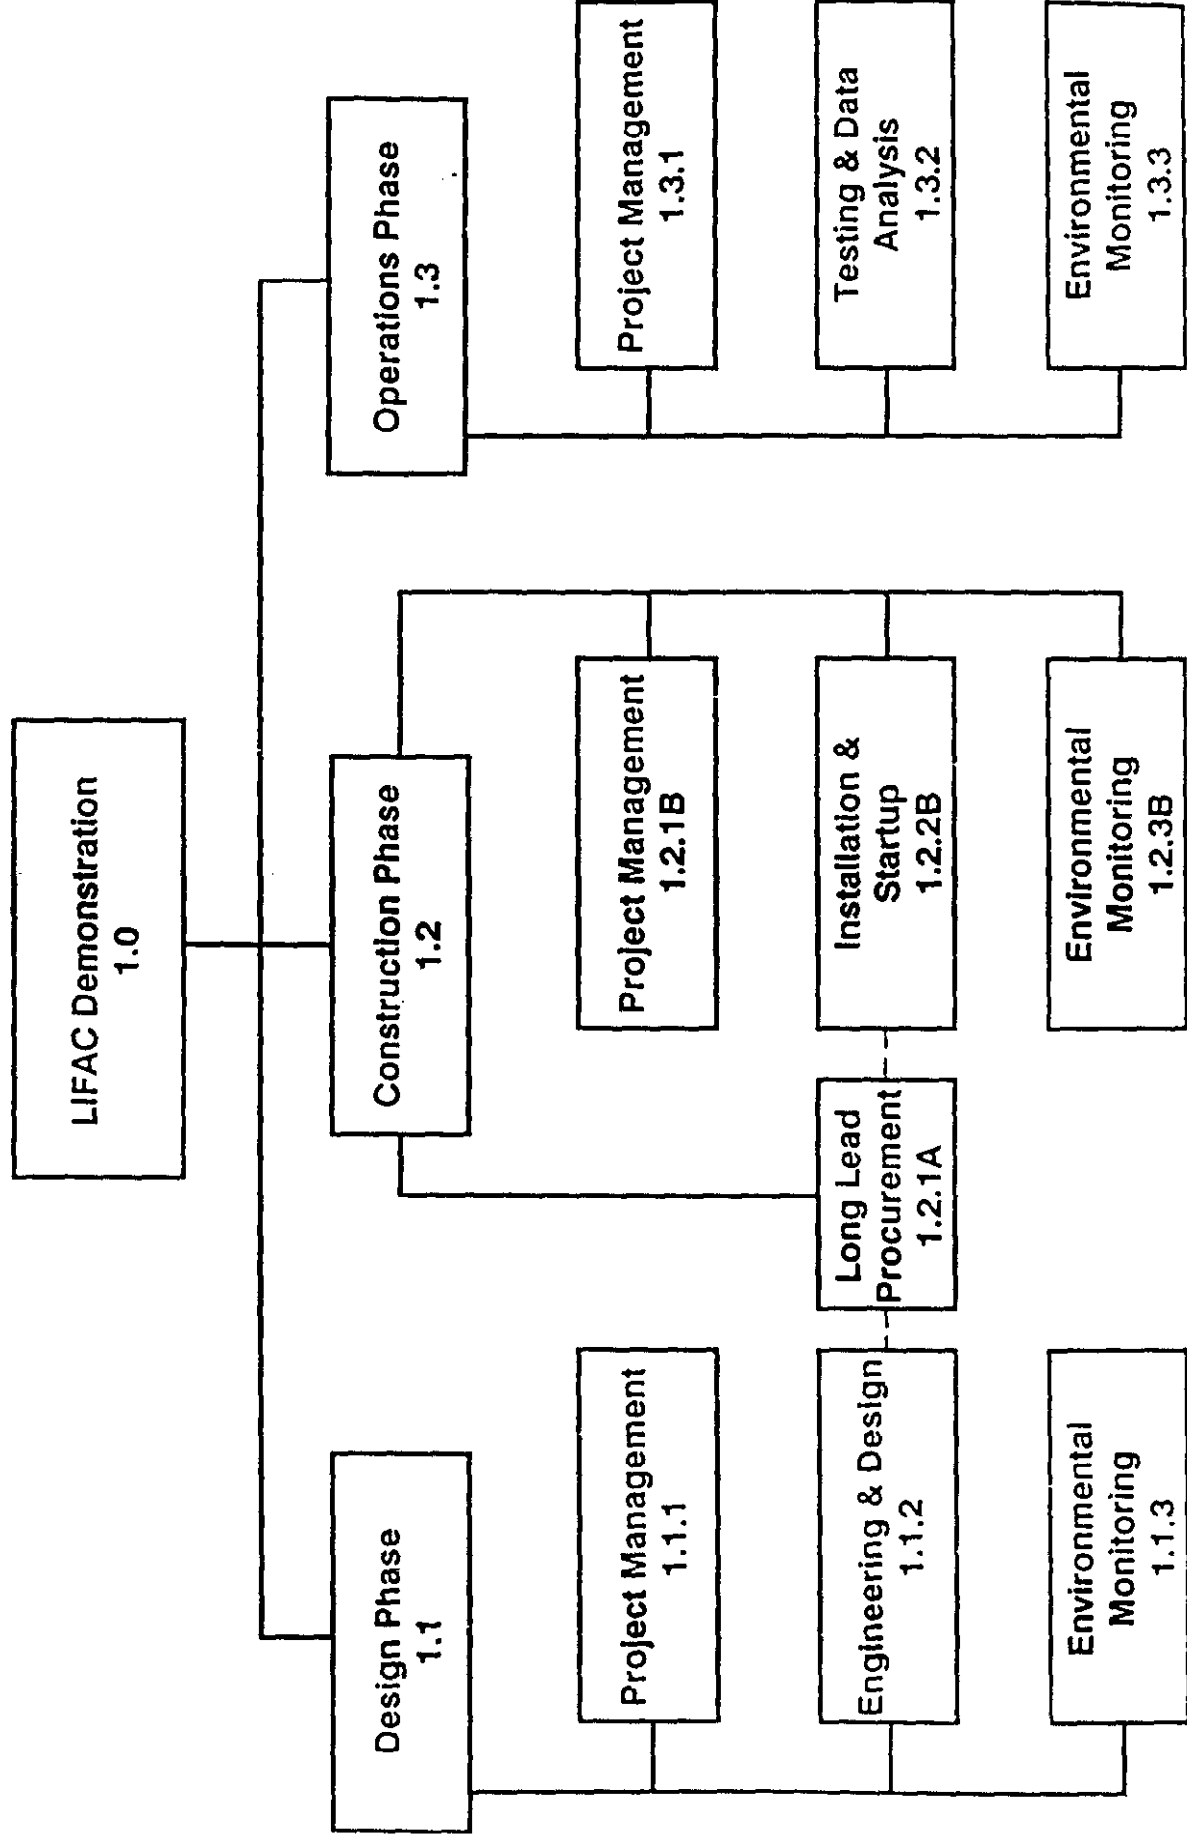 LIFAC Demonstration
1.0
Design Phase
1.1
Construction Phase
1.2
Operations Phase
1.3
Project Management
1.1.1
Project Management
1.2.1B
Project Management
1.3.1
Engineering & Design
1.1.2
Long Lead
Procurement
1.2.1A
Installation &
Startup
1.2.2B
Testing & Data
Analysis
1.3.2
Environmental
Monitoring
1.1.3
Environmental
Monitoring
1.2.3B
Environmental
Monitoring
1.3.3